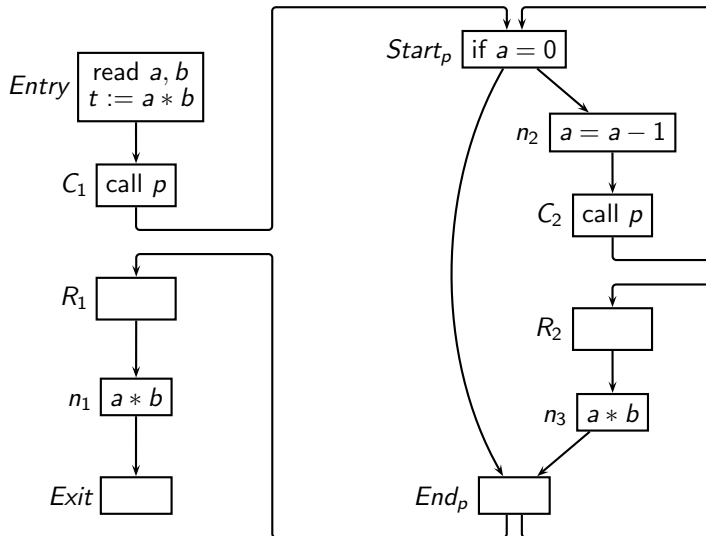 Entry
read a, b
t := a ∗ b
C₁ call p
R₁
n₁ a ∗ b
Exit
Startₚ if a = 0
n₂ a = a − 1
C₂ call p
R₂
n₃ a ∗ b
Endₚ